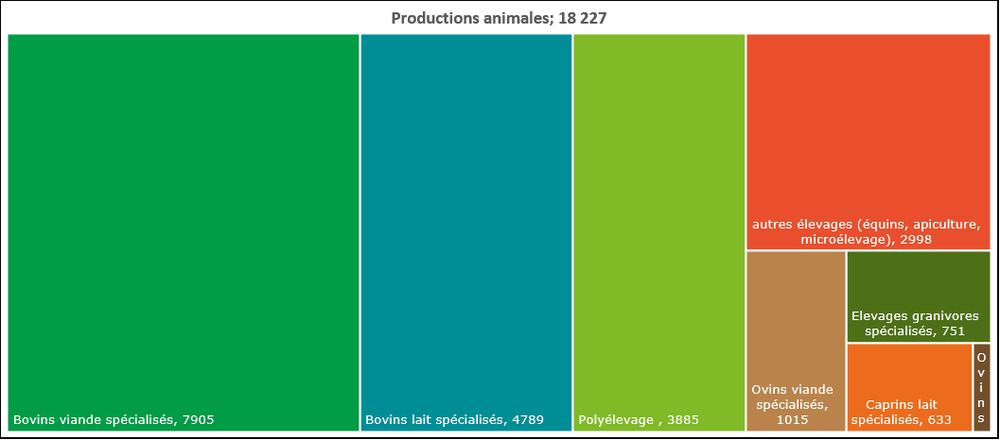 Productions animales; 18 227
Bovins viande spécialisés, 7905
Bovins lait spécialisés, 4789
Polyélevage , 3885
autres élevages (équins, apiculture,
microélevage), 2998
Ovins viande
spécialisés,
1015
Elevages granivores
spécialisés, 751
Caprins lait
spécialisés, 633
Ovins